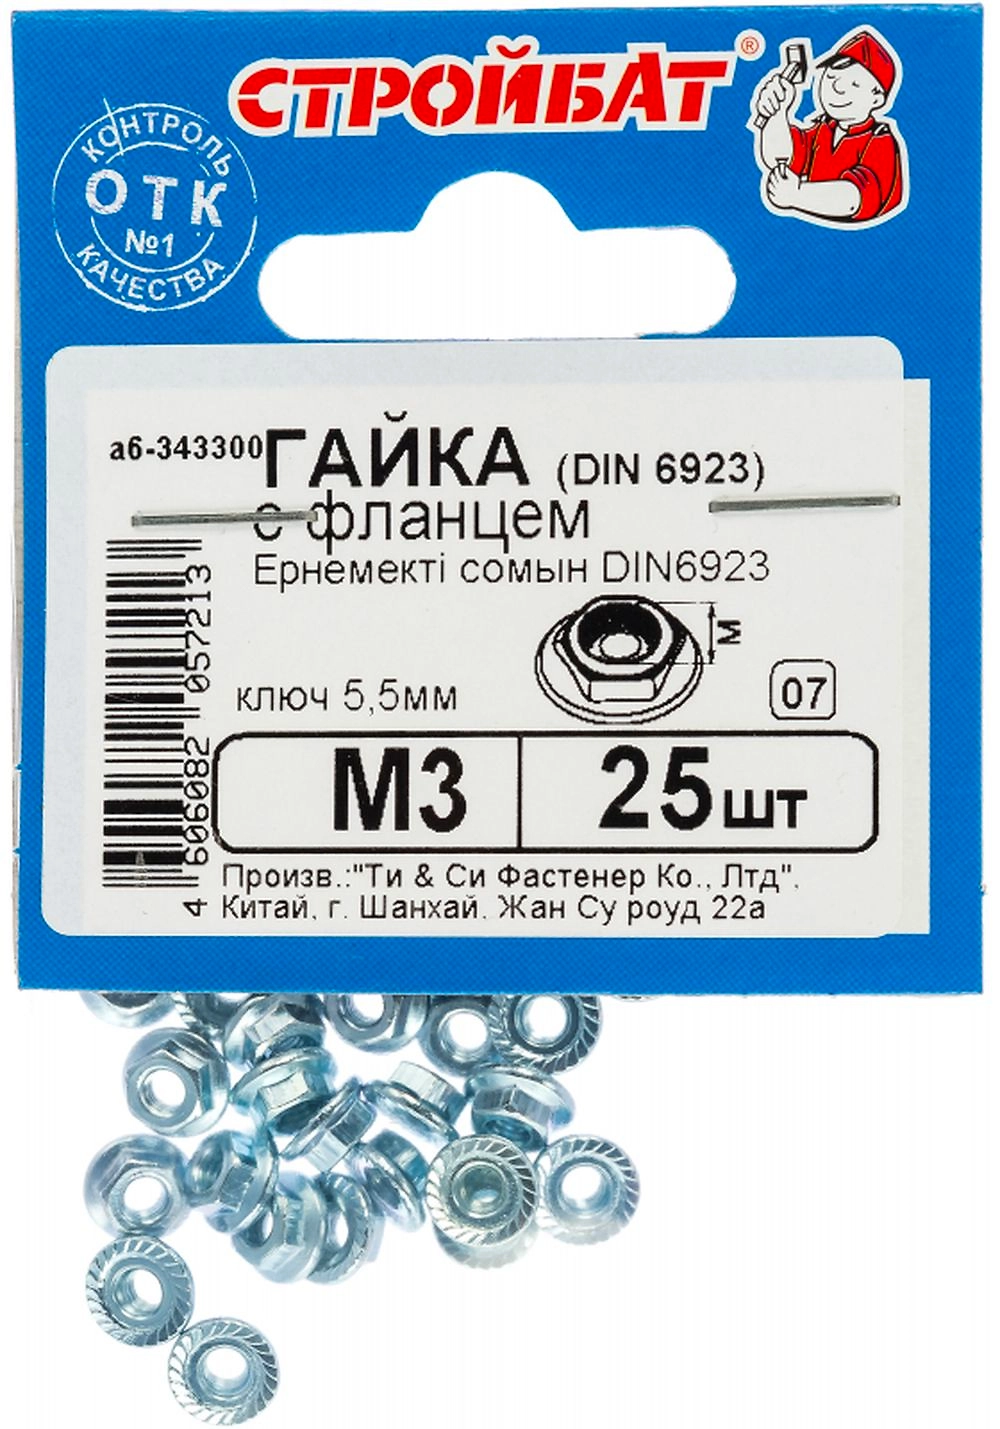 СТРОЙБАТ®
КОНТРОЛЬ
ОТК
№1
КАЧЕСТВА
аб-343300
ГАЙКА (DIN 6923)
с фланцем
Ернемекті сомын DIN6923
М
ключ 5,5мм
07
М3
25шт
4 606082 057213
Произв.:"Ти & Си Фастенер Ко., Лтд".
Китай. г. Шанхай. Жан Су роуд 22а